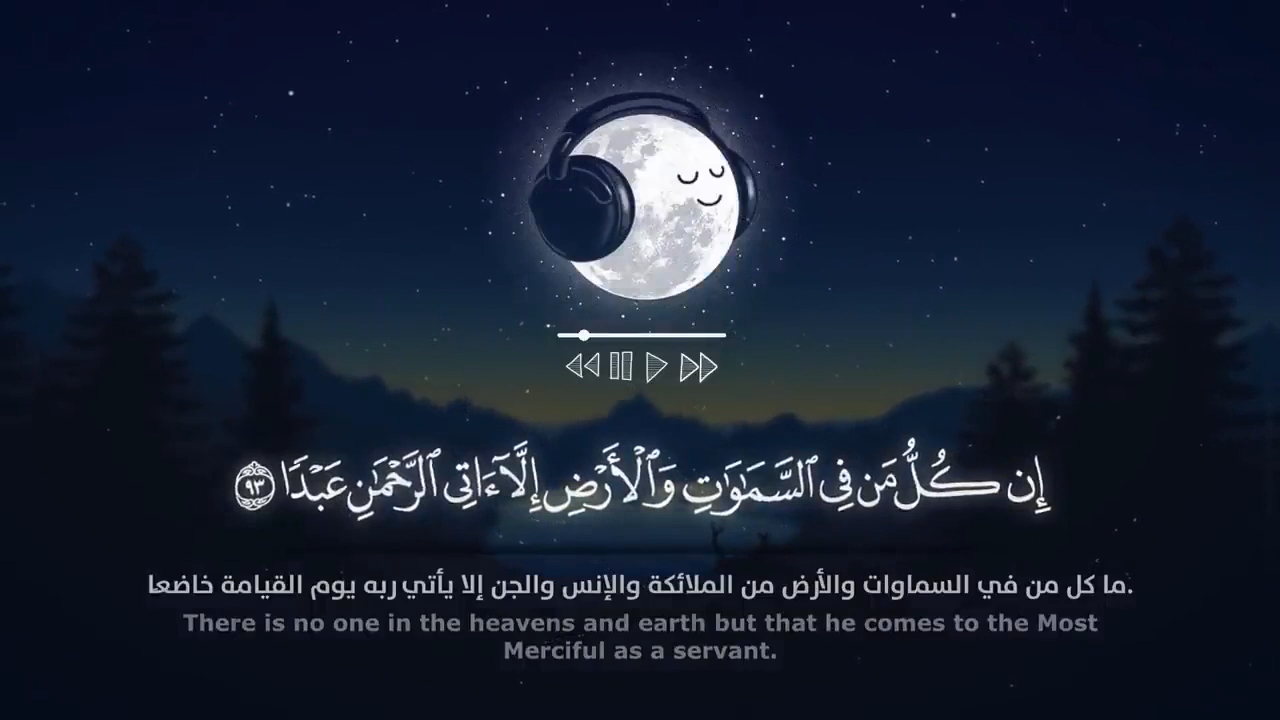 إِن كُلُّ مَن فِي ٱلسَّمَـٰوَٰتِ وَٱلْأَرْضِ إِلَّآ ءَاتِى ٱلرَّحْمَـٰنِ عَبْدًا ٩٣
ما كل من في السماوات والأرض من الملائكة والإنس والجن إلا يأتي ربه يوم القيامة خاضعا.
There is no one in the heavens and earth but that he comes to the Most
Merciful as a servant.